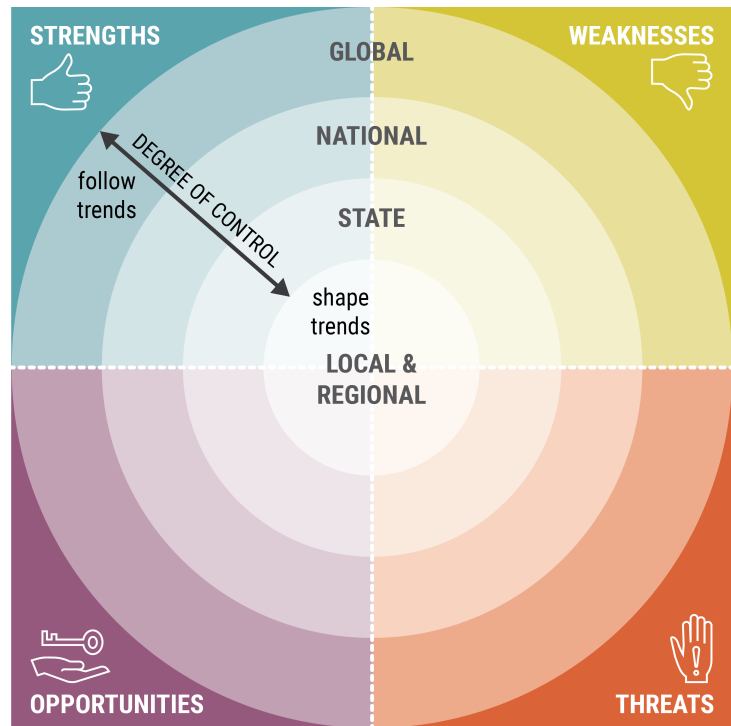 STRENGTHS
WEAKNESSES
GLOBAL
NATIONAL
DEGREE OF CONTROL
follow
trends
STATE
shape
trends
LOCAL &
REGIONAL
OPPORTUNITIES
THREATS